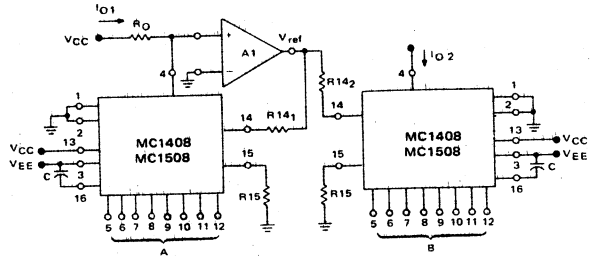 IO1
RO
VCC
+
A1
−
Vref
4
IO2
4
R142
1
2
14
R141
14
1
2
VCC
13
MC1408
MC1508
MC1408
MC1508
13
VCC
VEE
3
15
15
3
VEE
C
16
R15
R15
16
C
5 6 7 8 9 10 11 12
5 6 7 8 9 10 11 12
A
B